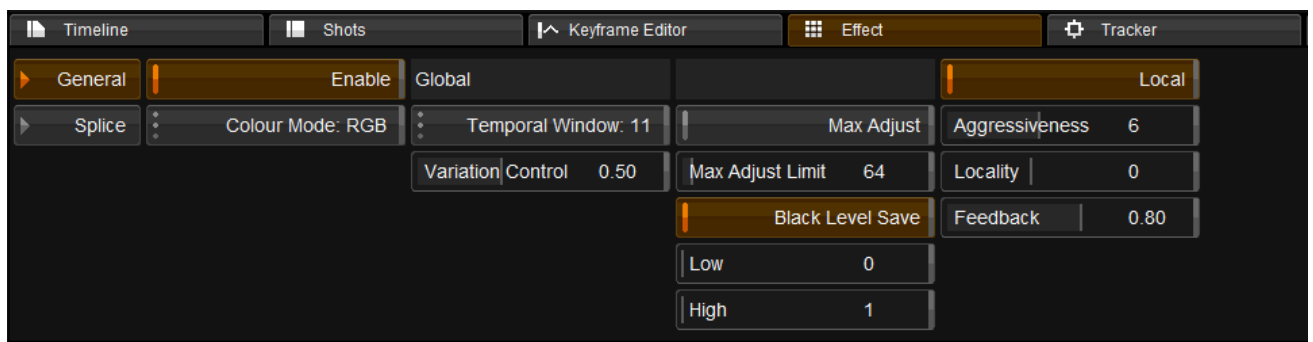 Timeline Shots Keyframe Editor Effect Tracker
General Enable Global Local
Splice Colour Mode: RGB Temporal Window: 11 Max Adjust Aggressiveness 6
Variation Control 0.50 Max Adjust Limit 64 Locality 0
Black Level Save Feedback 0.80
Low 0
High 1